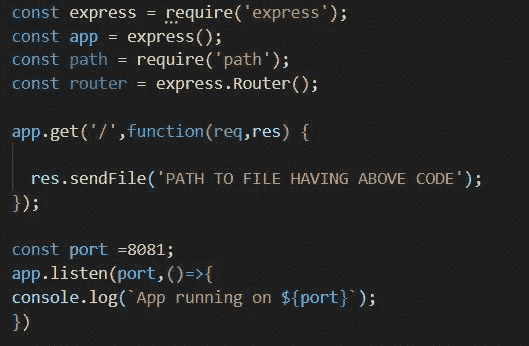 const express = require('express');
const app = express();
const path = require('path');
const router = express.Router();
app.get('/',function(req,res) {
res.sendFile('PATH TO FILE HAVING ABOVE CODE');
});
const port =8081;
app.listen(port,()=>{
console.log(`App running on ${port}`);
})